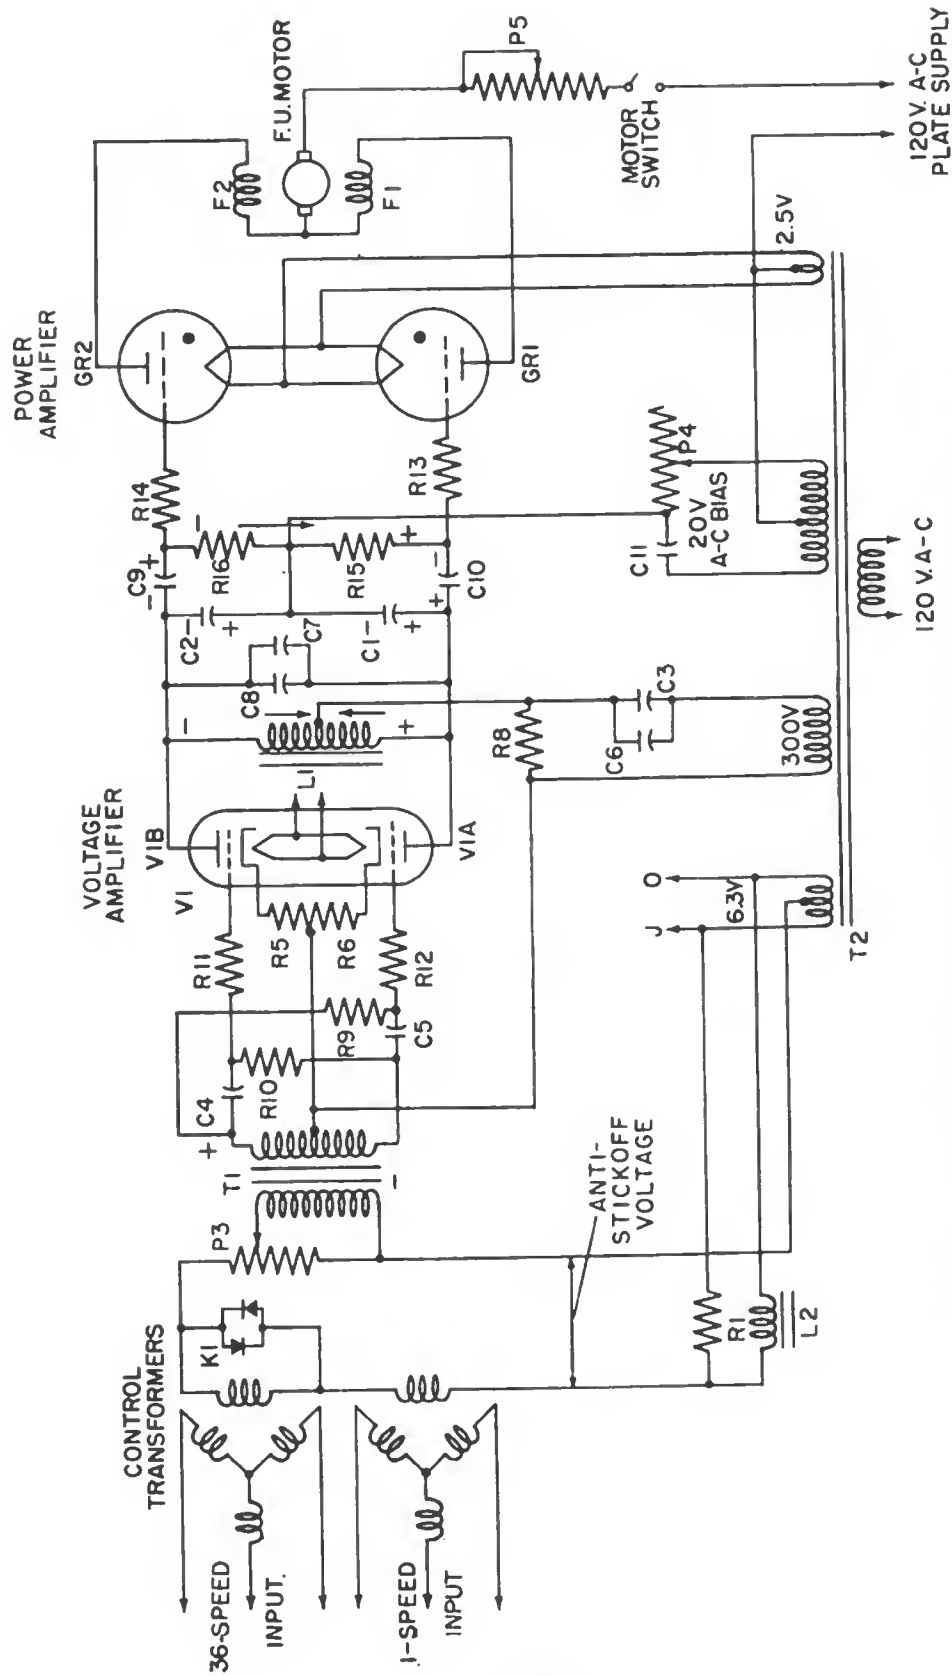 CONTROL
TRANSFORMERS
36-SPEED
INPUT.
1-SPEED
INPUT
K1
P3
T1
+
-
C4
R10
R9
C5
R11
R12
R5
R6
V1
VOLTAGE
AMPLIFIER
V1B
V1A
L1
-
+
C8
C7
C2
-
+
C1
-
+
C9
-
+
C10
+
-
R16
-
R15
+
R14
R13
POWER
AMPLIFIER
GR2
GR1
F2
F.U. MOTOR
F1
P5
MOTOR
SWITCH
120 V. A-C
PLATE SUPPLY
2.5V
P4
20V
A-C BIAS
C11
120 V. A-C
R8
C6
C3
300V
J
O
6.3V
T2
ANTI-
STICKOFF
VOLTAGE
R1
L2